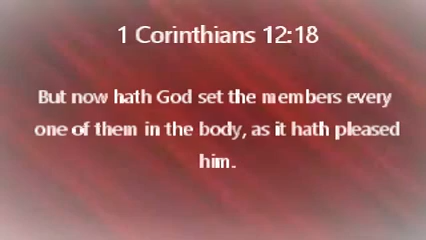 1 Corinthians 12:18
But now hath God set the members every
one of them in the body, as it hath pleased
him.